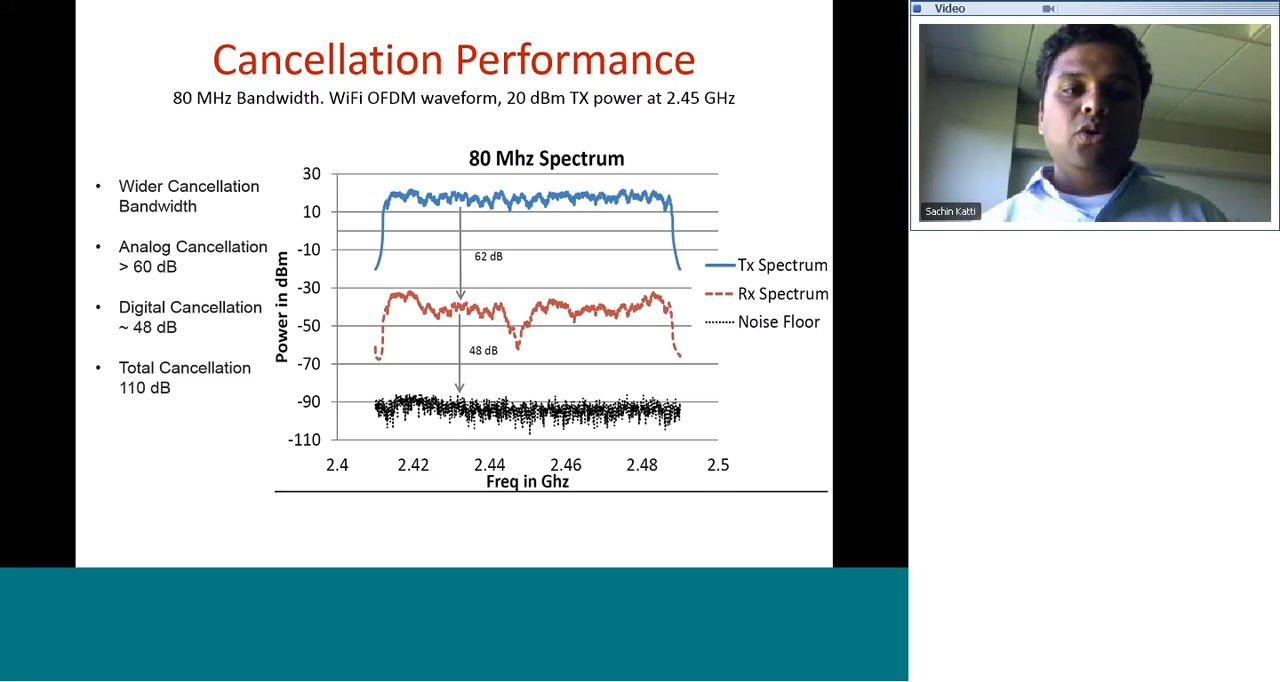 Cancellation Performance
80 MHz Bandwidth. WiFi OFDM waveform, 20 dBm TX power at 2.45 GHz
• Wider Cancellation
Bandwidth
• Analog Cancellation
> 60 dB
• Digital Cancellation
~ 48 dB
• Total Cancellation
110 dB
80 Mhz Spectrum
Power in dBm
30
10
-10
-30
-50
-70
-90
-110
62 dB
48 dB
2.4 2.42 2.44 2.46 2.48 2.5
Freq in Ghz
Tx Spectrum
Rx Spectrum
Noise Floor
Video
Sachin Katti